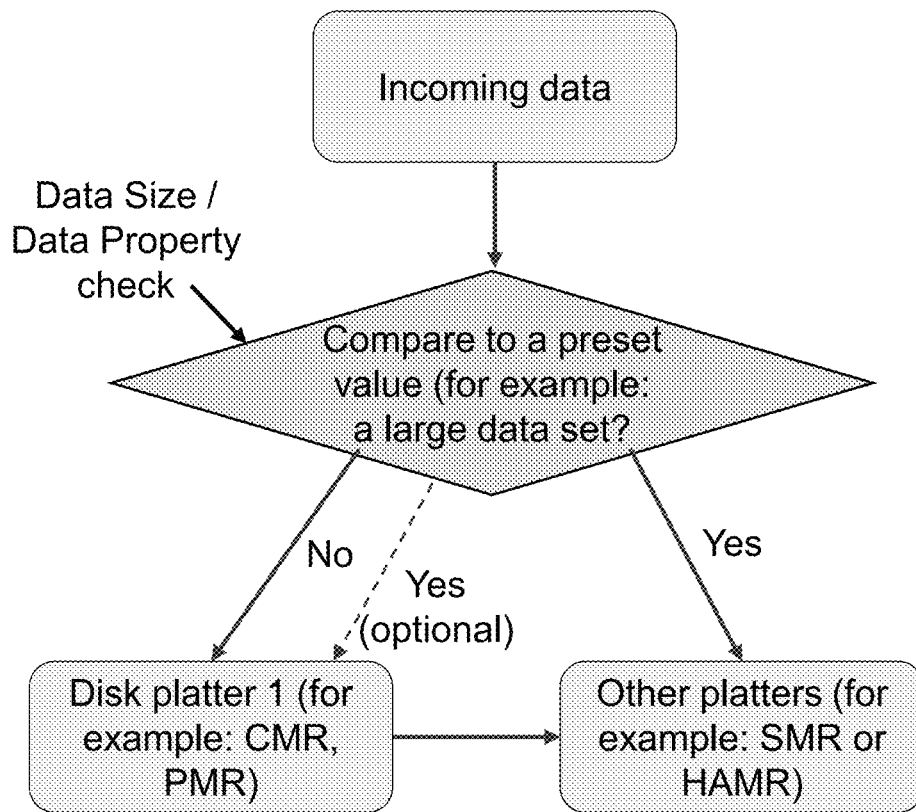 Incoming data
Data Size /
Data Property
check
Compare to a preset
value (for example:
a large data set?
No
Yes
(optional)
Yes
Disk platter 1 (for
example: CMR,
PMR)
Other platters (for
example: SMR or
HAMR)